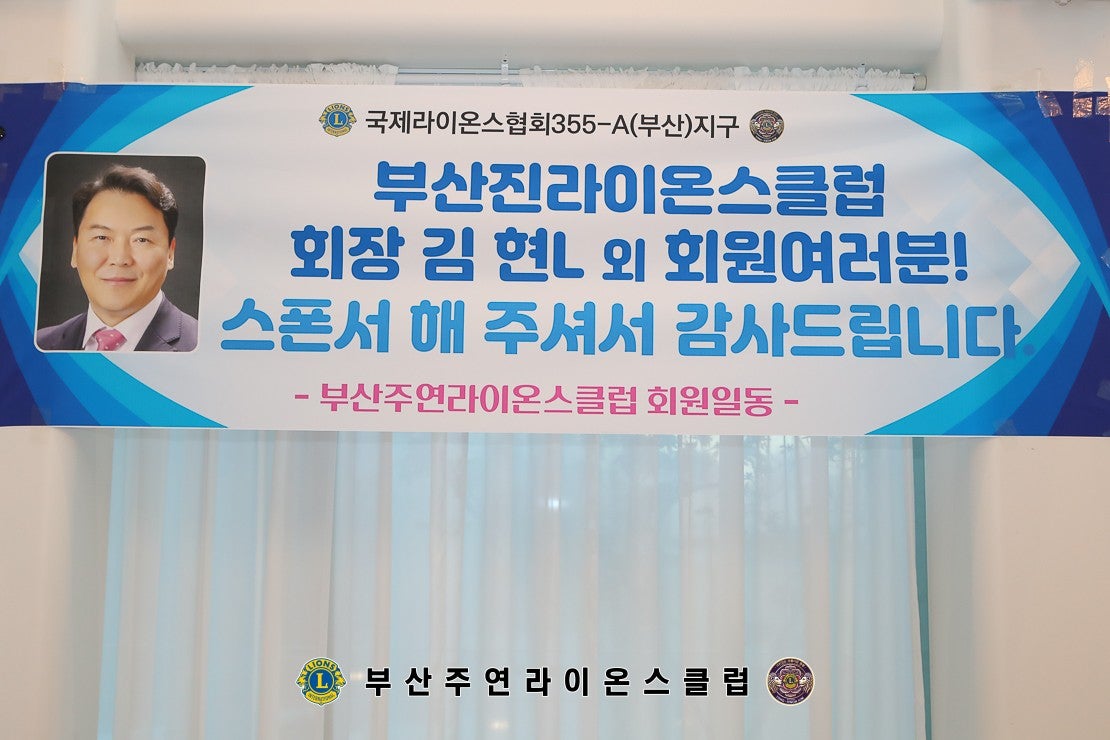 국제라이온스협회355-A(부산)지구
부산진라이온스클럽
회장 김 현L 외 회원여러분!
스폰서 해 주셔서 감사드립니다.
- 부산주연라이온스클럽 회원일동 -
LIONS
L
INTERNATIONAL
부산주연라이온스클럽